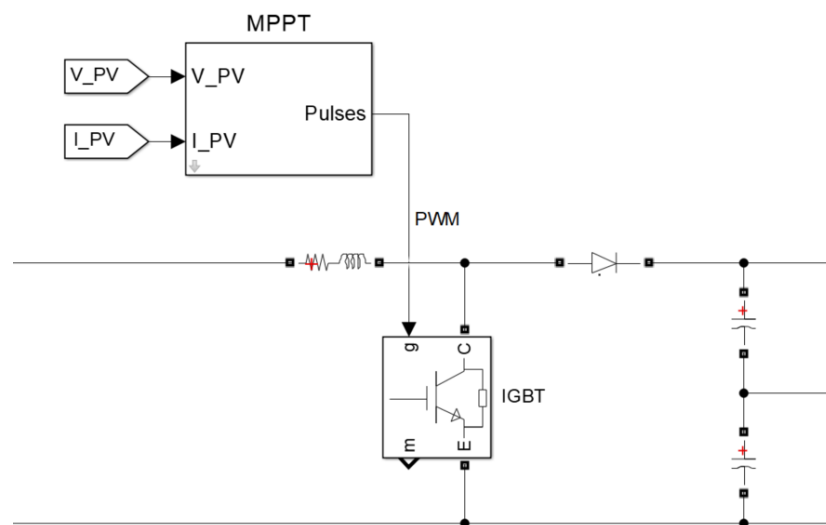 MPPT
V_PV
V_PV
Pulses
I_PV
I_PV
PWM
g
C
IGBT
m
E